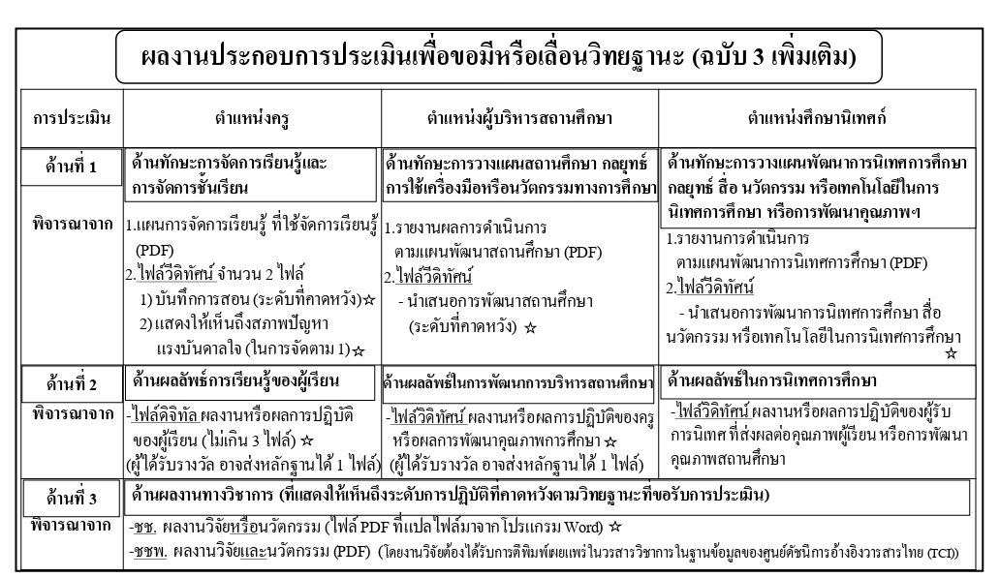 ผลงานประกอบการประเมินเพื่อขอมีหรือเลื่อนวิทยฐานะ (ฉบับ 3 เพิ่มเติม)
การประเมิน
ตำแหน่งครู
ตำแหน่งผู้บริหารสถานศึกษา
ตำแหน่งศึกษานิเทศก์
ด้านที่ 1
พิจารณาจาก
ด้านทักษะการจัดการเรียนรู้และ
การจัดการชั้นเรียน
1.แผนการจัดการเรียนรู้ ที่ใช้จัดการเรียนรู้
(PDF)
2.ไฟล์วีดิทัศน์ จำนวน 2 ไฟล์
1) บันทึกการสอน (ระดับที่คาดหวัง)☆
2) แสดงให้เห็นถึงสภาพปัญหา
แรงบันดาลใจ (ในการจัดตาม 1)☆
ด้านทักษะการวางแผนสถานศึกษา กลยุทธ์
การใช้เครื่องมือหรือนวัตกรรมทางการศึกษา
1.รายงานผลการดำเนินการ
ตามแผนพัฒนาสถานศึกษา (PDF)
2.ไฟล์วีดิทัศน์
- นำเสนอการพัฒนาสถานศึกษา
(ระดับที่คาดหวัง) ☆
ด้านทักษะการวางแผนพัฒนาการนิเทศการศึกษา
กลยุทธ์ สื่อ นวัตกรรม หรือเทคโนโลยีในการ
นิเทศการศึกษา หรือการพัฒนาคุณภาพฯ
1.รายงานการดำเนินการ
ตามแผนพัฒนาการนิเทศการศึกษา (PDF)
2.ไฟล์วีดิทัศน์
- นำเสนอการพัฒนาการนิเทศการศึกษา สื่อ
นวัตกรรม หรือเทคโนโลยีในการนิเทศการศึกษา
☆
ด้านที่ 2
พิจารณาจาก
ด้านผลลัพธ์การเรียนรู้ของผู้เรียน
-ไฟล์ดิจิทัล ผลงานหรือผลการปฏิบัติ
ของผู้เรียน (ไม่เกิน 3 ไฟล์) ☆
(ผู้ได้รับรางวัล อาจส่งหลักฐานได้ 1 ไฟล์)
ด้านผลลัพธ์ในการพัฒนาการบริหารสถานศึกษา
-ไฟล์วิดิทัศน์ ผลงานหรือผลการปฏิบัติของครู
หรือผลการพัฒนาคุณภาพการศึกษา ☆
(ผู้ได้รับรางวัล อาจส่งหลักฐานได้ 1 ไฟล์)
ด้านผลลัพธ์ในการนิเทศการศึกษา
-ไฟล์วิดิทัศน์ ผลงานหรือผลการปฏิบัติของผู้รับ
การนิเทศ ที่ส่งผลต่อคุณภาพผู้เรียน หรือการพัฒนา
คุณภาพสถานศึกษา
ด้านที่ 3
พิจารณาจาก
ด้านผลงานทางวิชาการ (ที่แสดงให้เห็นถึงระดับการปฏิบัติที่คาดหวังตามวิทยฐานะที่ขอรับการประเมิน)
-ชช. ผลงานวิจัยหรือนวัตกรรม (ไฟล์ PDF ที่แปลไฟล์มาจากโปรแกรม Word) ☆
-ชชพ. ผลงานวิจัยและนวัตกรรม (PDF) (โดยงานวิจัยต้องได้รับการตีพิมพ์เผยแพร่ในวารสารวิชาการในฐานข้อมูลของศูนย์ดัชนีการอ้างอิงวารสารไทย (TCI))